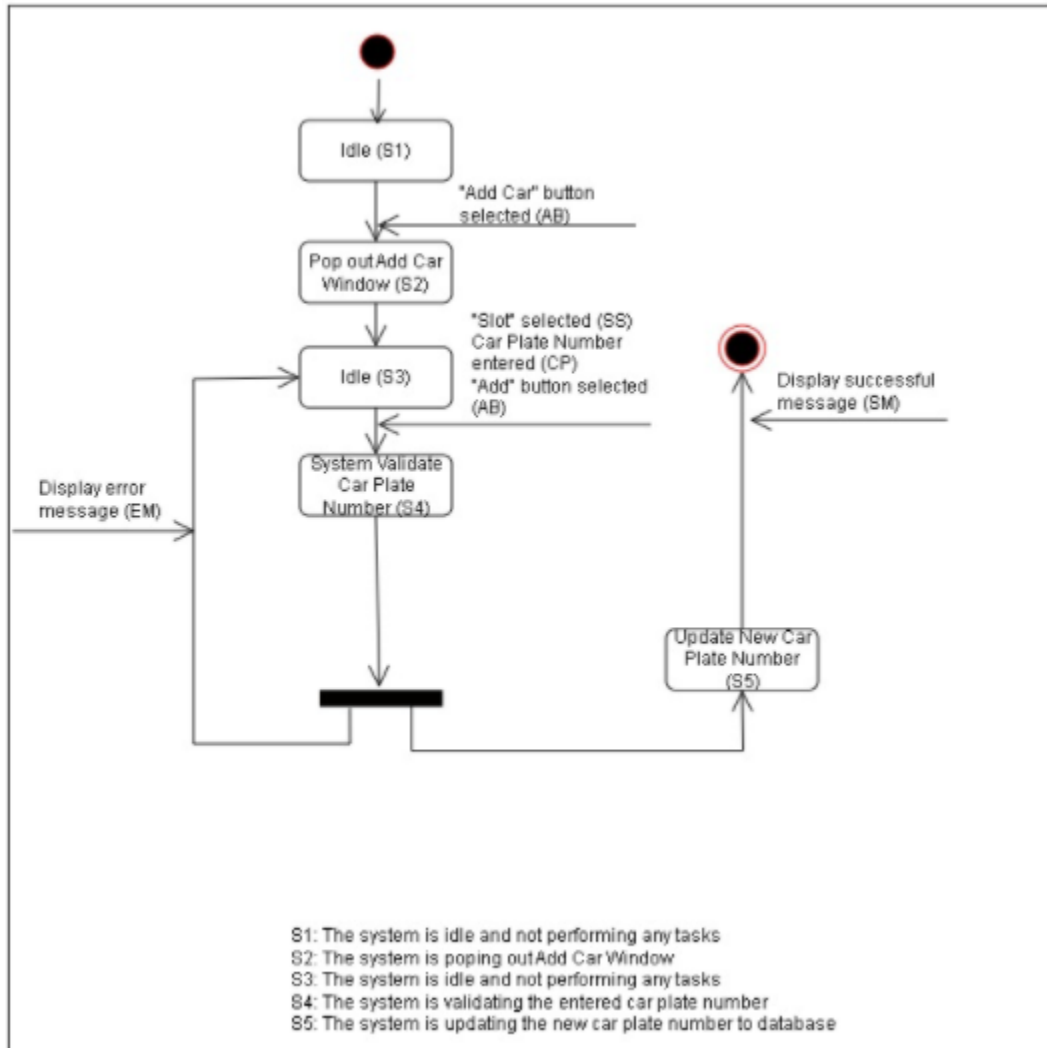 Idle (S1)
"Add Car" button
selected (AB)
Pop out Add Car
Window (S2)
"Slot" selected (SS)
Car Plate Number
entered (CP)
"Add" button selected
(AB)
Idle (S3)
Display successful
message (SM)
System Validate
Car Plate
Number (S4)
Display error
message (EM)
Update New Car
Plate Number
(S5)
S1: The system is idle and not performing any tasks
S2: The system is poping out Add Car Window
S3: The system is idle and not performing any tasks
S4: The system is validating the entered car plate number
S5: The system is updating the new car plate number to database